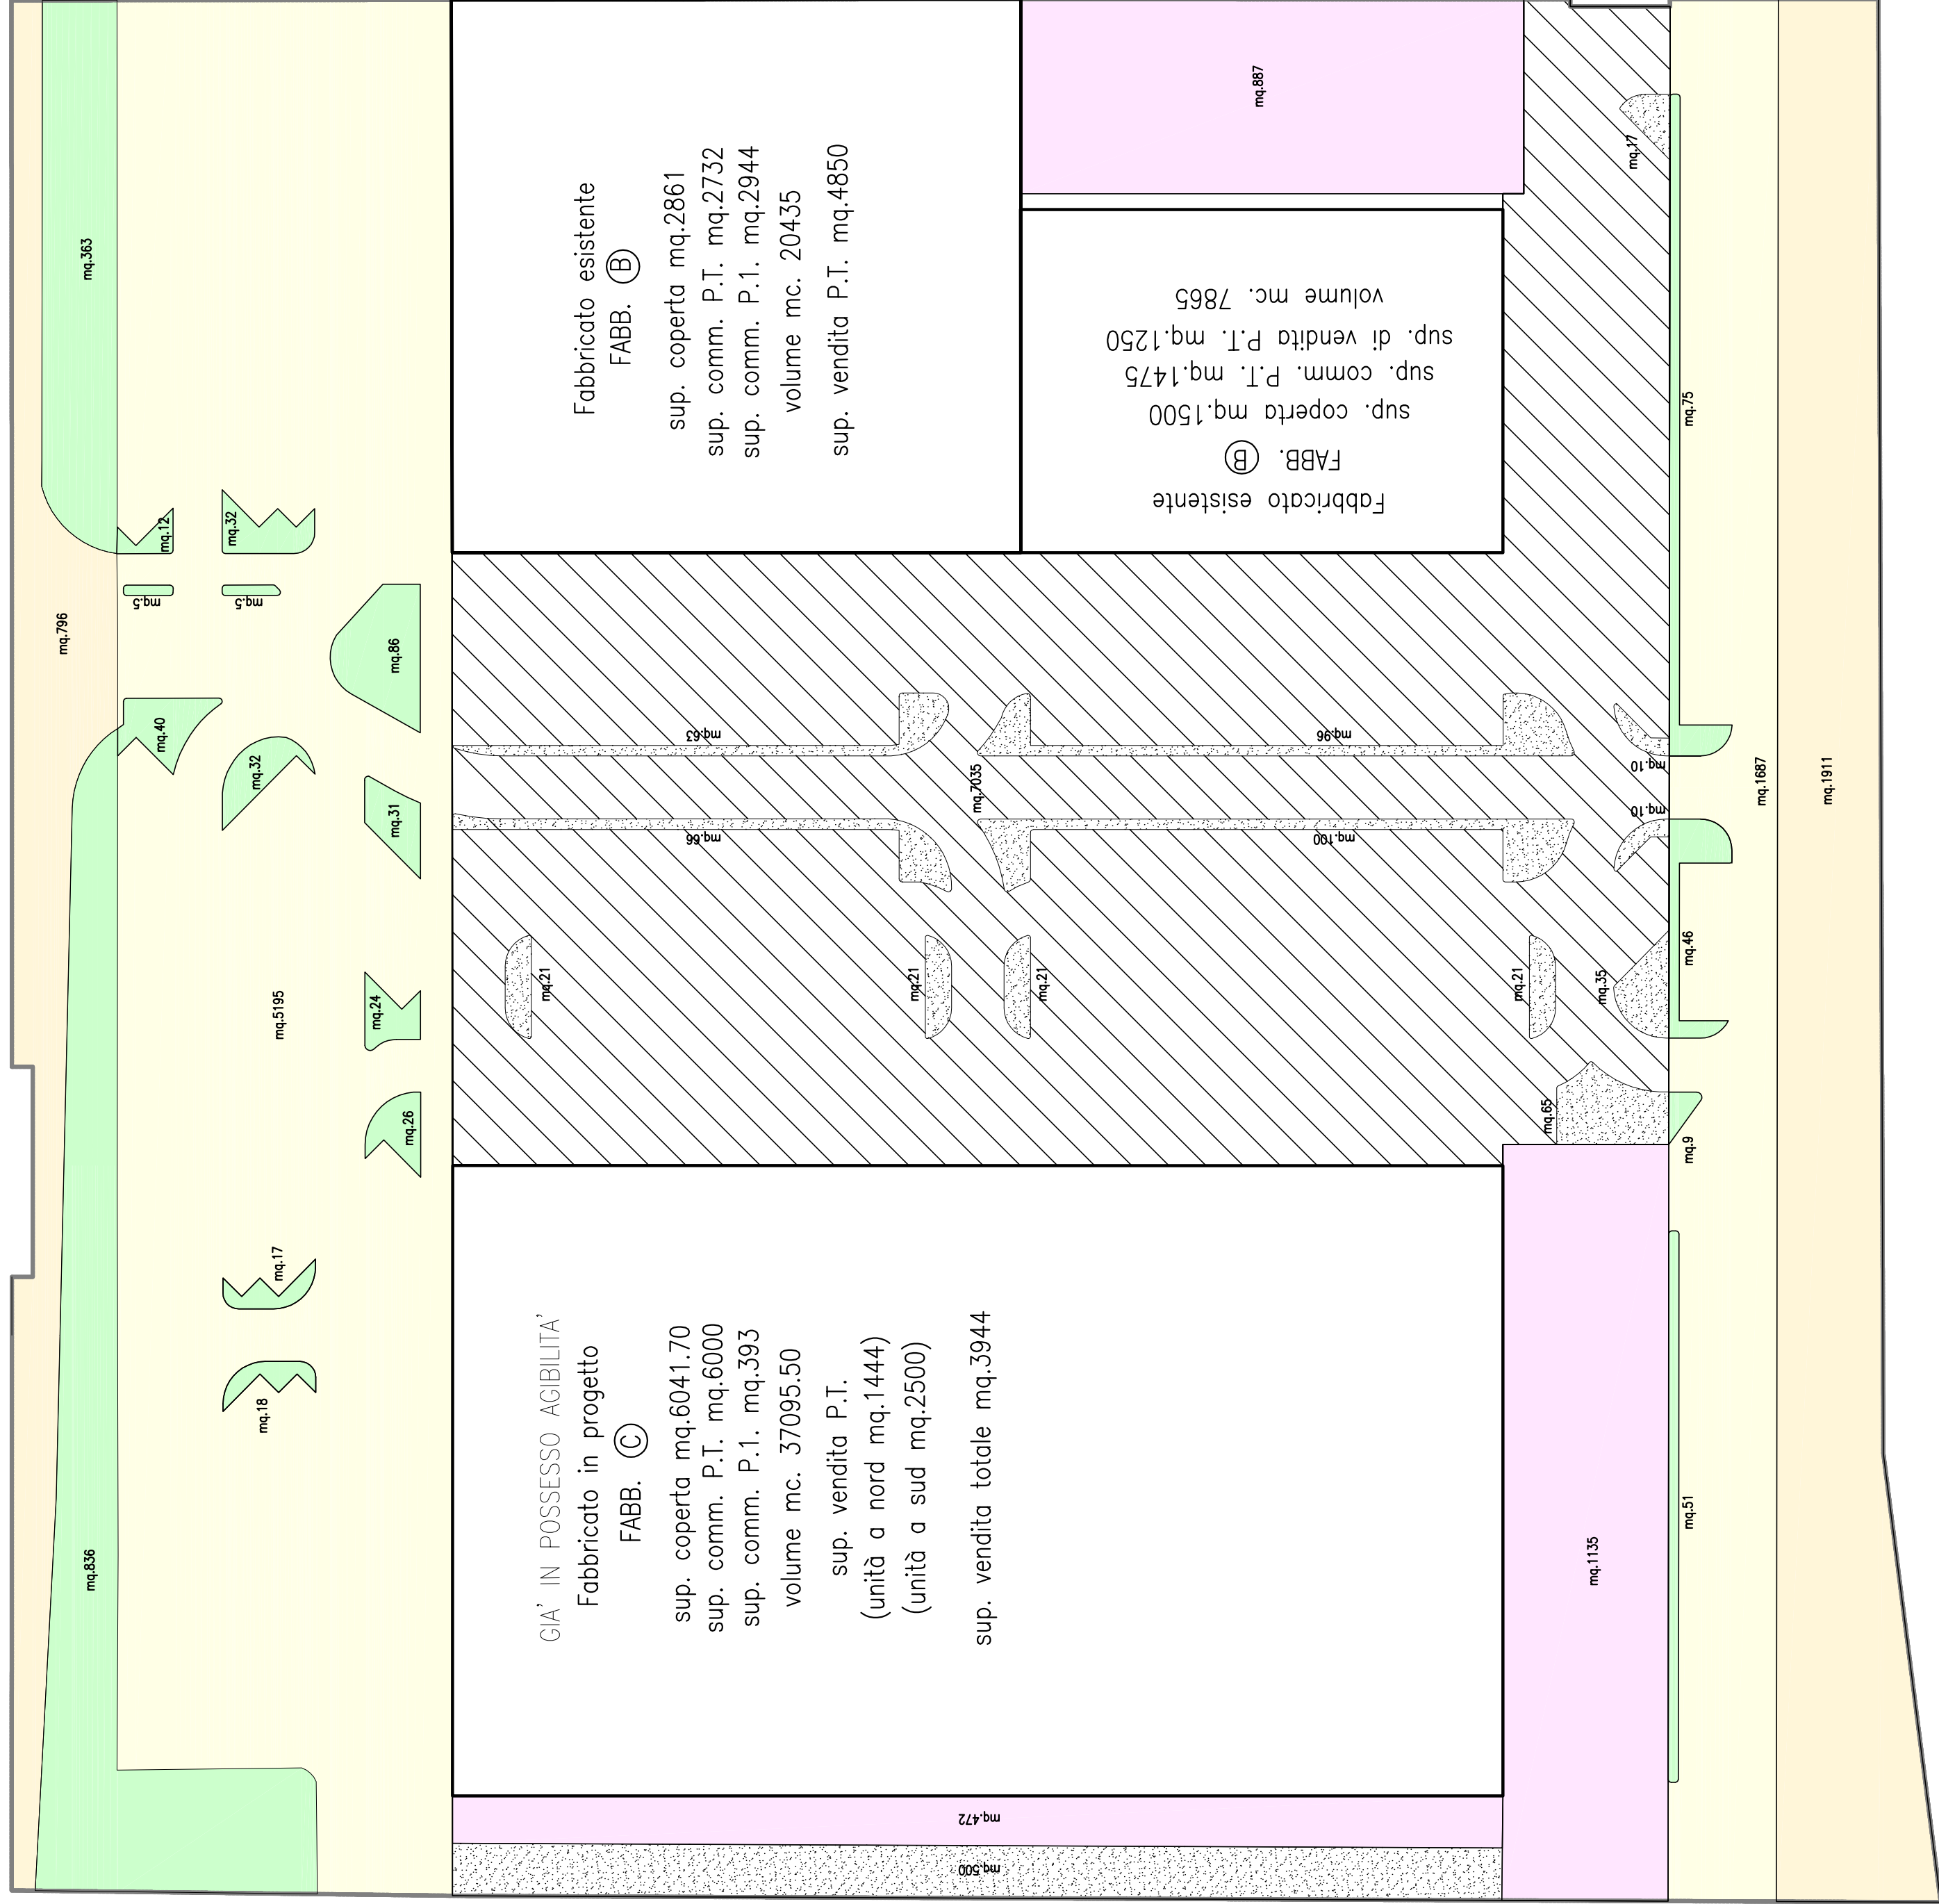 Fabbricato esistente
FABB. B
sup. coperta mq.2861
sup. comm. P.T. mq.2732
sup. comm. P.1. mq.2944
volume mc. 20435
sup. vendita P.T. mq.4850
Fabbricato esistente
FABB. B
sup. coperta mq.1500
sup. comm. P.T. mq.1475
sup. di vendita P.T. mq.1250
volume mc. 7865
GIA' IN POSSESSO AGIBILITA'
Fabbricato in progetto
FABB. C
sup. coperta mq.6041.70
sup. comm. P.T. mq.6000
sup. comm. P.1. mq.393
volume mc. 37095.50
sup. vendita P.T.
(unità a nord mq.1444)
(unità a sud mq.2500)
sup. vendita totale mq.3944
mq.363
mq.12
mq.32
mq.5
mq.5
mq.796
mq.86
mq.40
mq.32
mq.31
mq.24
mq.5195
mq.26
mq.17
mq.18
mq.836
mq.887
mq.17
mq.75
mq.63
mq.96
mq.7035
mq.10
mq.10
mq.66
mq.100
mq.1687
mq.1911
mq.21
mq.21
mq.21
mq.21
mq.35
mq.46
mq.65
mq.9
mq.51
mq.1135
mq.472
mq.500